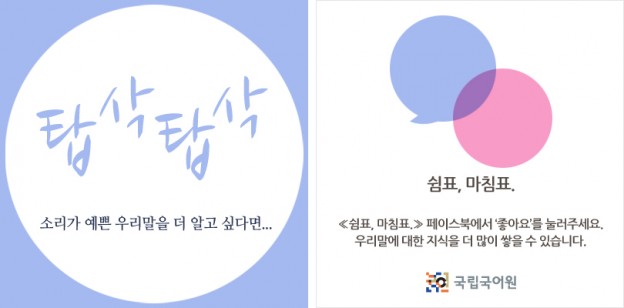 탑삭탑삭
소리가 예쁜 우리말을 더 알고 싶다면...
쉼표, 마침표.
≪쉼표, 마침표.≫ 페이스북에서 '좋아요'를 눌러주세요.
우리말에 대한 지식을 더 많이 쌓을 수 있습니다.
국립국어원